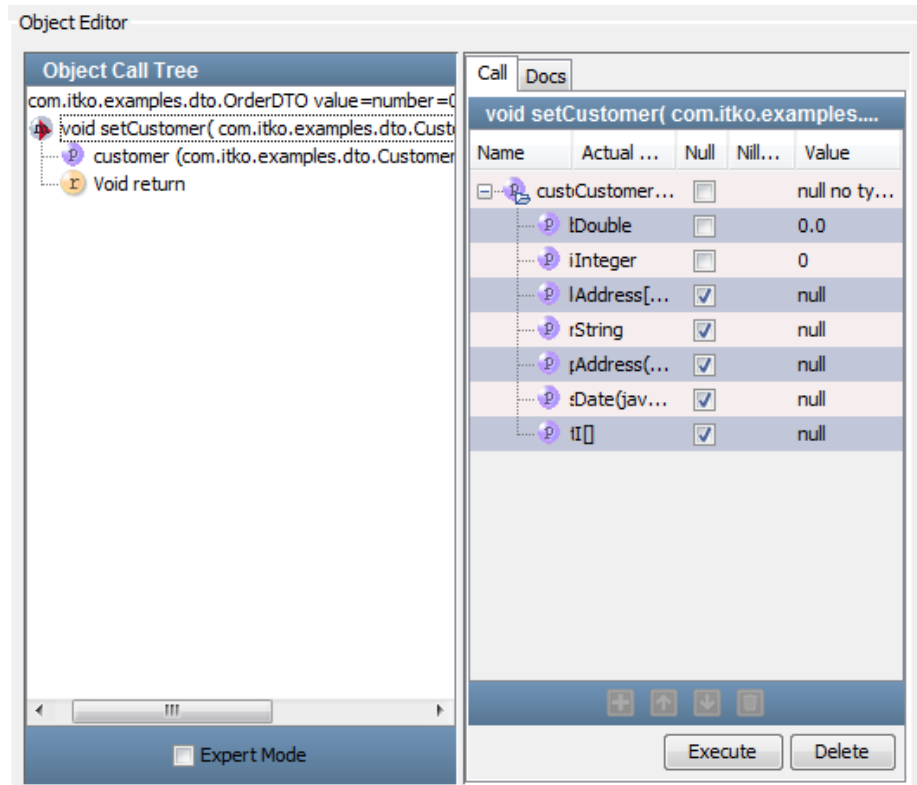 Object Editor
Object Call Tree
com.itko.examples.dto.OrderDTO value=number=0
void setCustomer( com.itko.examples.dto.Cust
P customer (com.itko.examples.dto.Customer
r Void return
Call Docs
void setCustomer( com.itko.examples....
Name Actual ... Null Nill... Value
P Customer... null no ty...
P Double 0.0
P Integer 0
P Address[... null
P String null
P Address(... null
P Date(jav... null
P I[] null
Expert Mode
Execute Delete